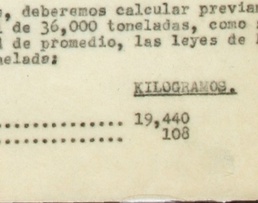 , deberemos calcular previa
de 36,000 toneladas, como
de promedio, las leyes de
nelada:
KILOGRAMOS.
.............. 19,440
.............. 108